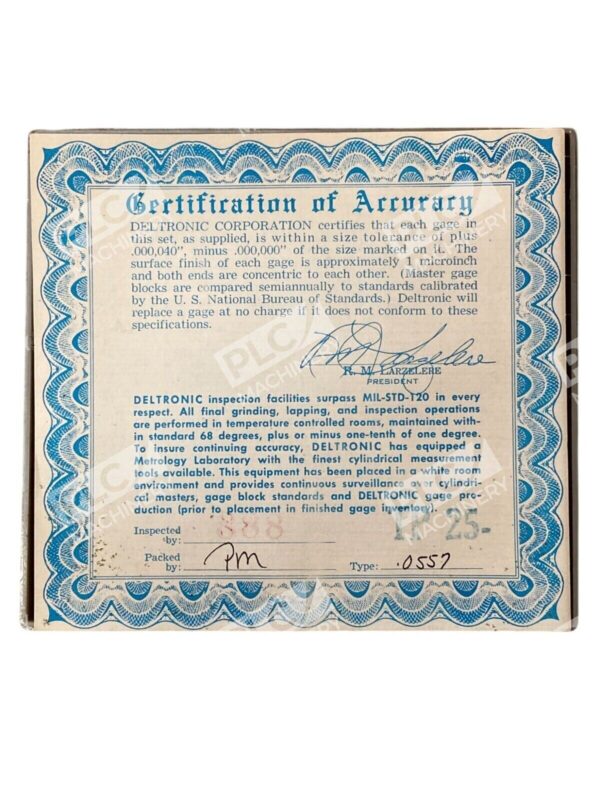 Certification of Accuracy
DELTRONIC CORPORATION certifies that each gage in
this set, as supplied, is within a size tolerance of plus
.000,040", minus .000,000" of the size marked on it. The
surface finish of each gage is approximately 1 microinch
and both ends are concentric to each other. (Master gage
blocks are compared semiannually to standards calibrated
by the U. S. National Bureau of Standards.) Deltronic will
replace a gage at no charge if it does not conform to these
specifications.
R. M. Larzelere
R. M. LARZELERE
PRESIDENT
DELTRONIC inspection facilities surpass MIL-STD-120 in every
respect. All final grinding, lapping, and inspection operations
are performed in temperature controlled rooms, maintained with-
in standard 68 degrees, plus or minus one-tenth of one degree.
To insure continuing accuracy, DELTRONIC has equipped a
Metrology Laboratory with the finest cylindrical measurement
tools available. This equipment has been placed in a white room
environment and provides continuous surveillance over cylindri-
cal masters, gage block standards and DELTRONIC gage pro-
duction (prior to placement in finished gage inventory).
Inspected by: 888
TP 25-
Packed by: PM Type: .0557
PLC MACHINERY